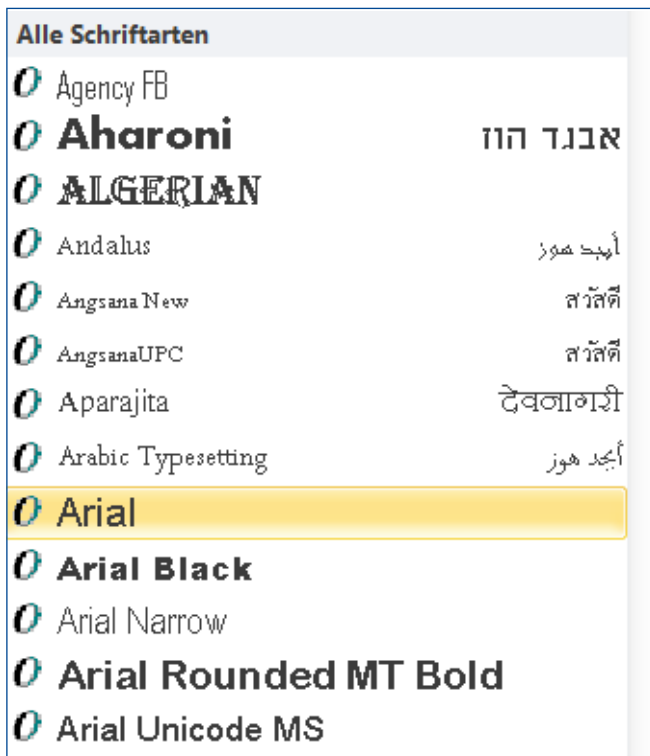 Alle Schriftarten
Agency FB
Aharoni אבגד הוז
ALGERIAN
Andalus أبجد هوز
Angsana New สวัสดี
AngsanaUPC สวัสดี
Aparajita देवनागरी
Arabic Typesetting أبجد هوز
Arial
Arial Black
Arial Narrow
Arial Rounded MT Bold
Arial Unicode MS